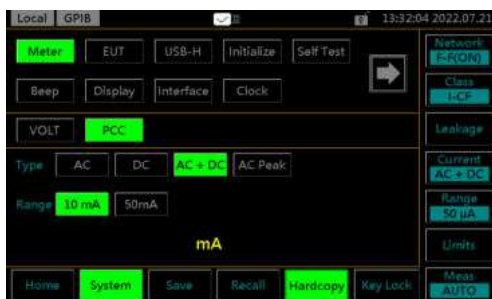 Local GPIB 13:32:04 2022.07.21
Meter EUT USB-H Initialize Self Test
Beep Display Interface Clock
VOLT PCC
Type AC DC AC + DC AC Peak
Range 10 mA 50mA
mA
Home System Save Recall Hardcopy Key Lock
Network
F-R(ON)
Class
I-CF
Leakage
Current
AC + DC
Range
50 µA
Limits
Meas
AUTO